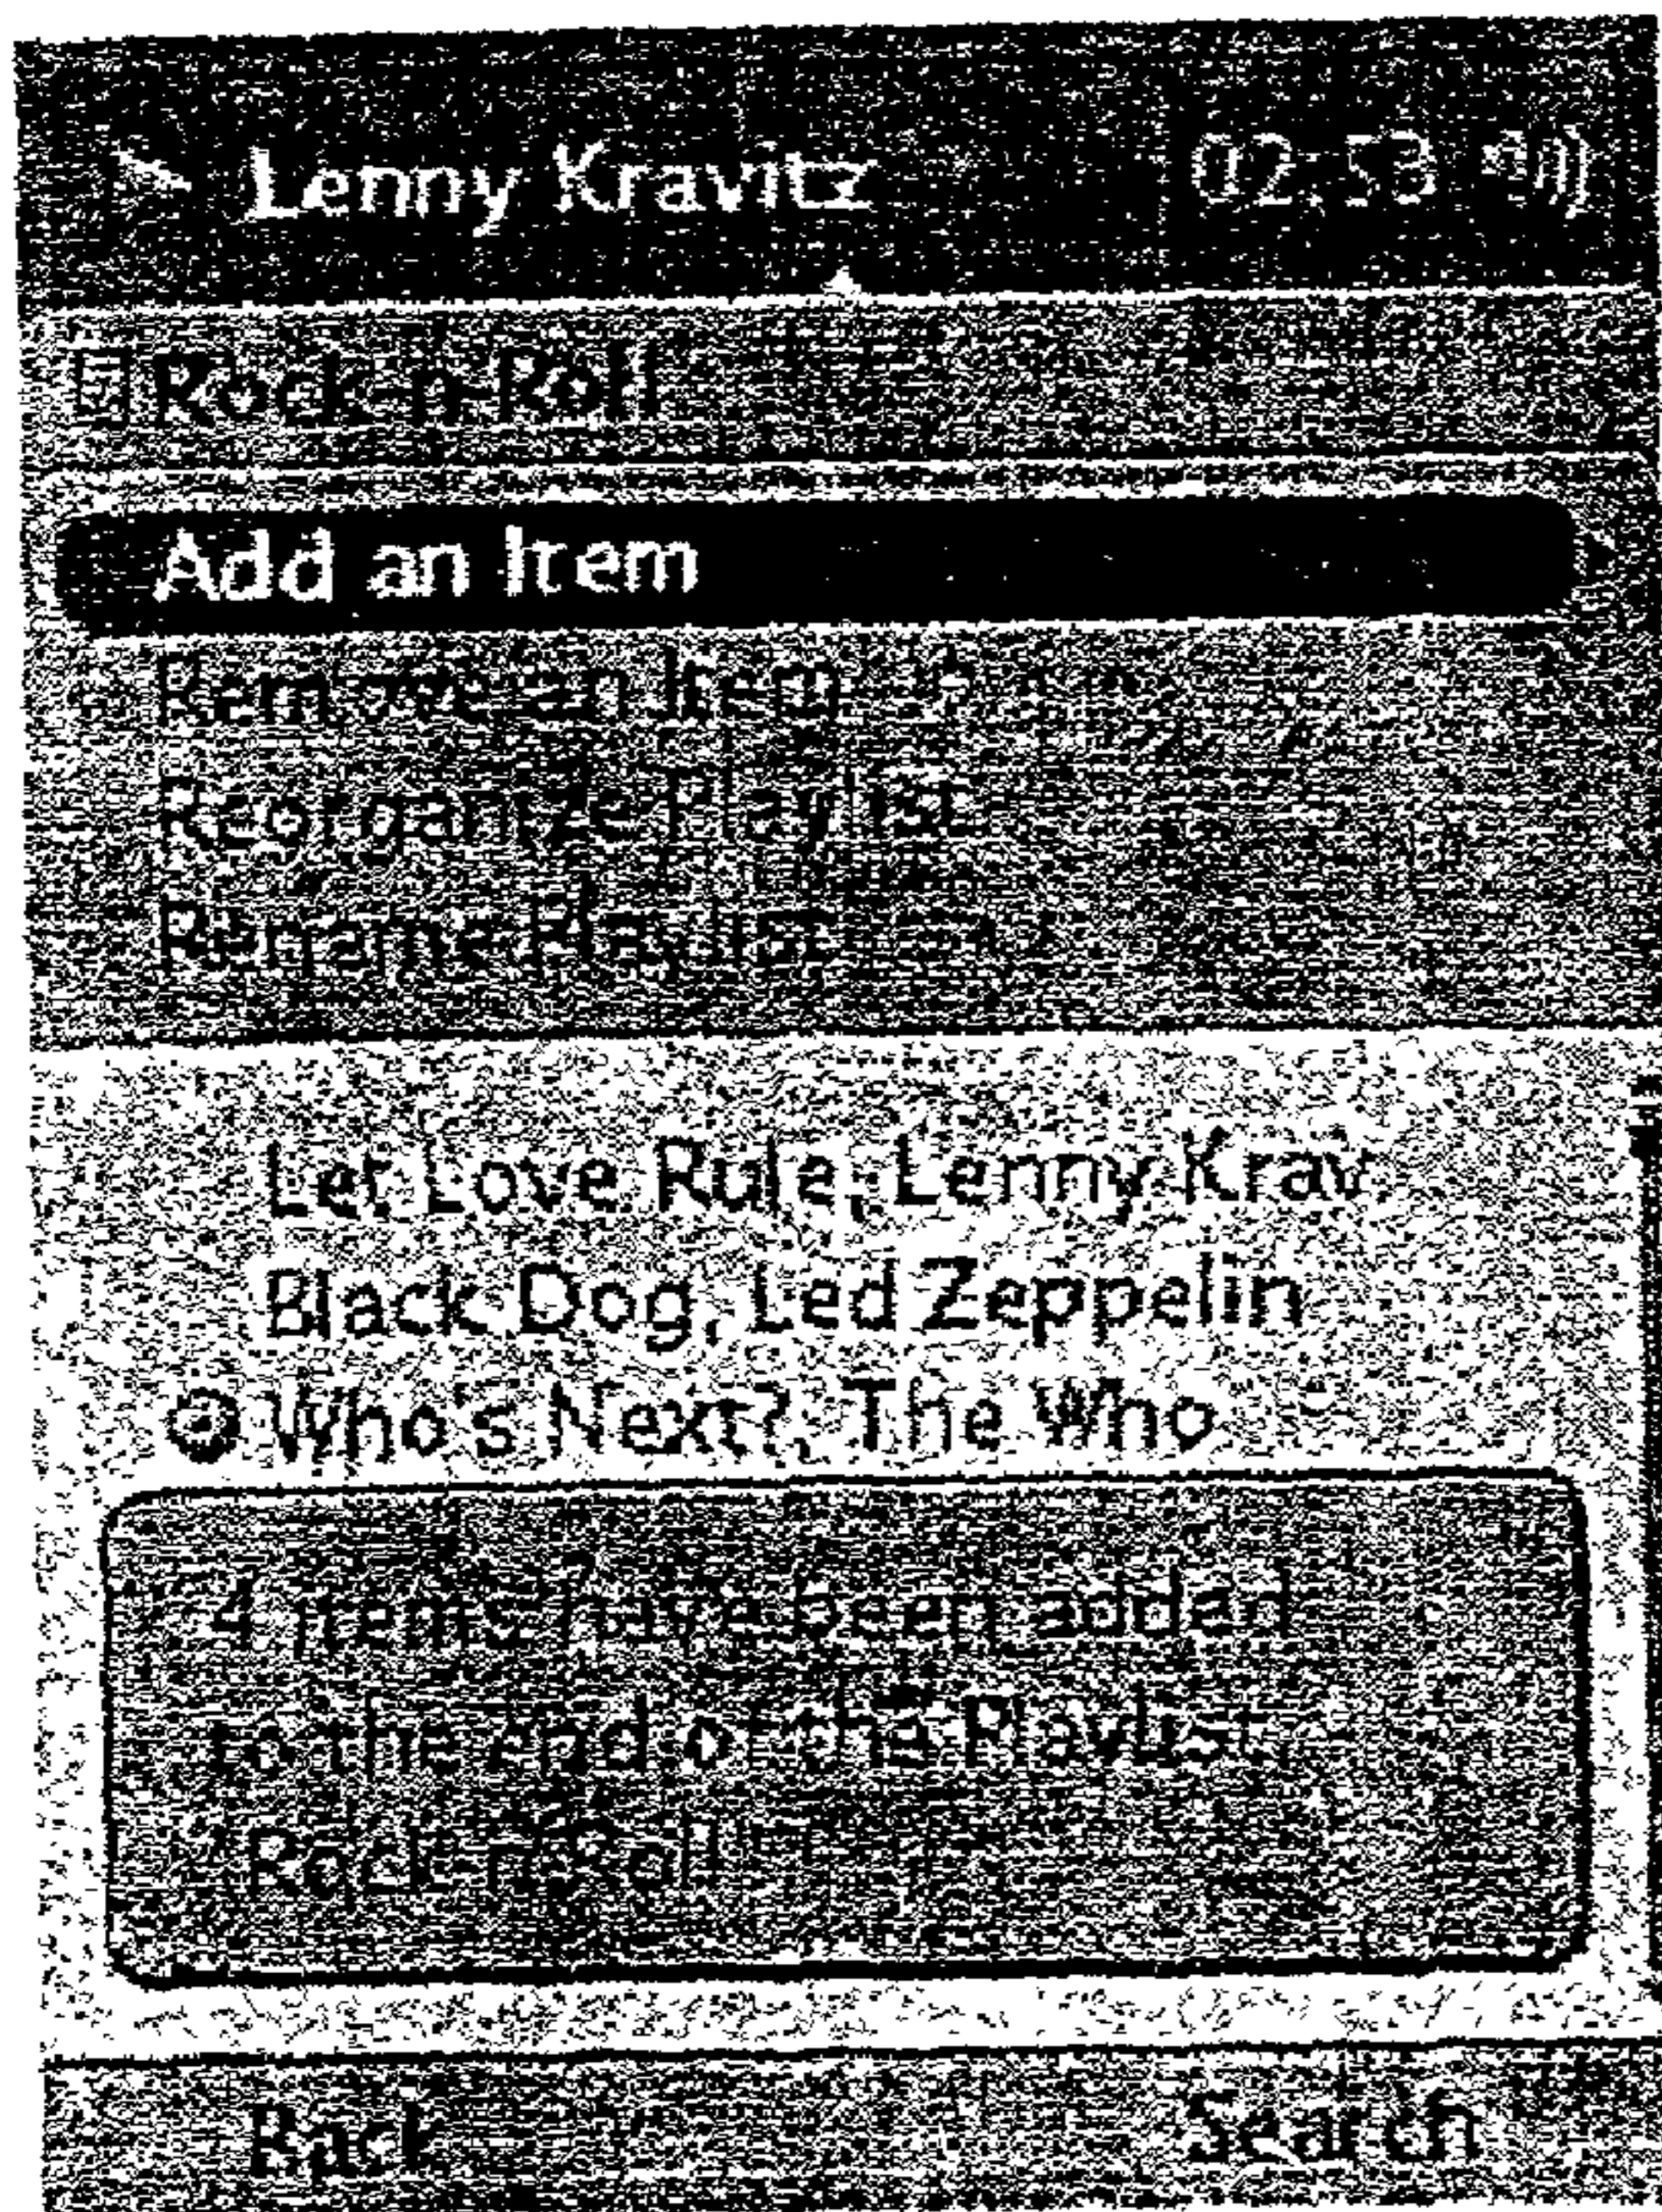 Lenny Kravitz 02:53
Rock-n-Roll
Add an Item
Remove an Item
Reorganize Playlist
Rename Playlist
Let Love Rule, Lenny Krav
Black Dog, Led Zeppelin
Who's Next?, The Who
4 items have been added
to the end of the Playlist
Rock-n-Roll
Back Search